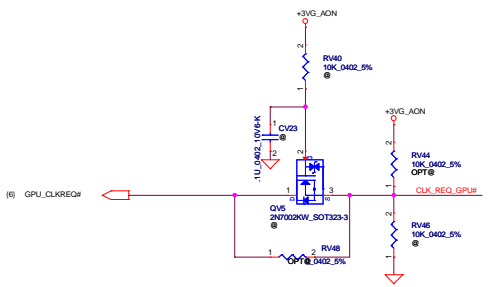 +3VG_AON
2
RV40
10K_0402_5%
@
1
.1U_0402_10V6-K
1
CV23
@
2
2
G
+3VG_AON
2
RV44
10K_0402_5%
OPT@
1
(6) GPU_CLKREQ#
1
D
S
3
CLK_REQ_GPU#
QV5
2N7002KW_SOT323-3
@
2
RV46
10K_0402_5%
@
1
1
2
RV48
OPT@_0402_5%